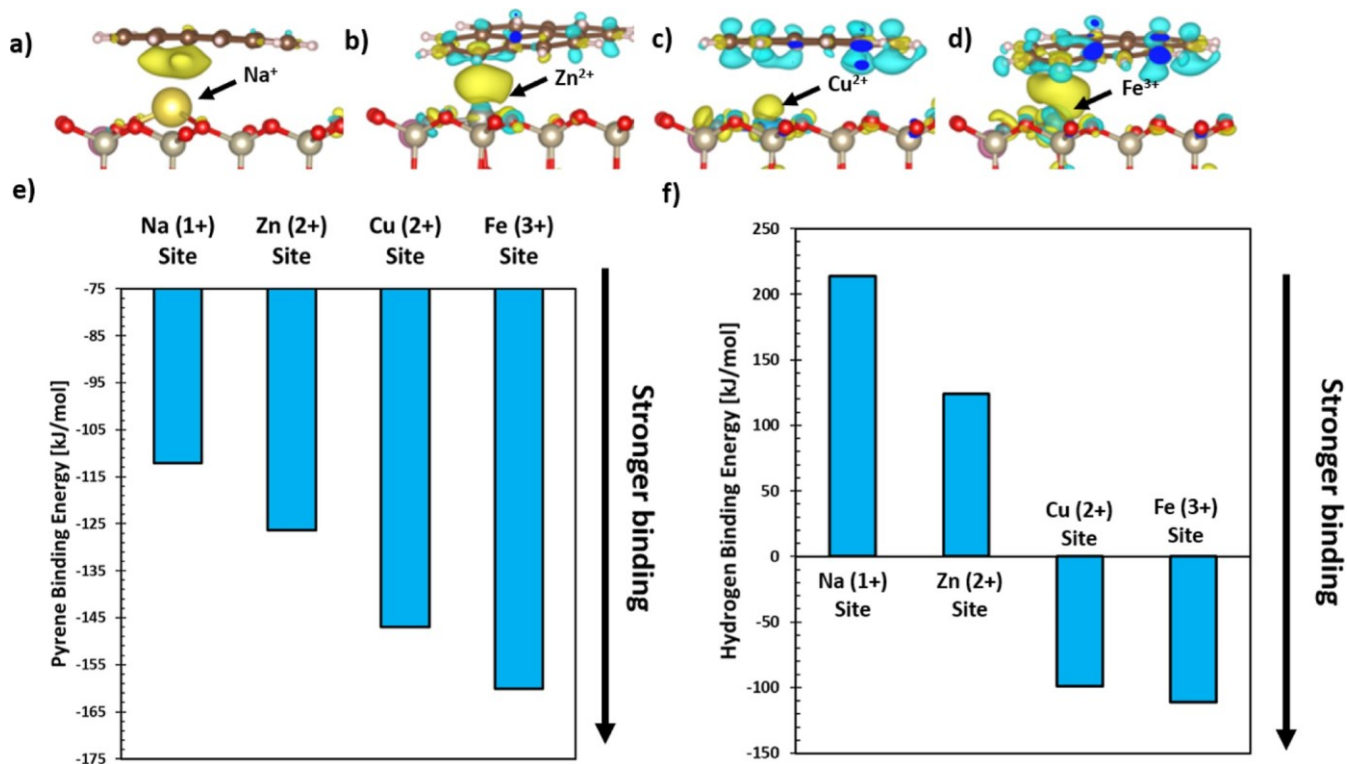 a)
Na+
b)
Zn2+
c)
Cu2+
d)
Fe3+
e)
Na (1+)
Site
Zn (2+)
Site
Cu (2+)
Site
Fe (3+)
Site
-75
-85
-95
-105
-115
-125
-135
-145
-155
-165
-175
Pyrene Binding Energy [kJ/mol]
Stronger binding
f)
250
200
150
100
50
0
-50
-100
-150
Hydrogen Binding Energy [kJ/mol]
Na (1+)
Site
Zn (2+)
Site
Cu (2+)
Site
Fe (3+)
Site
Stronger binding